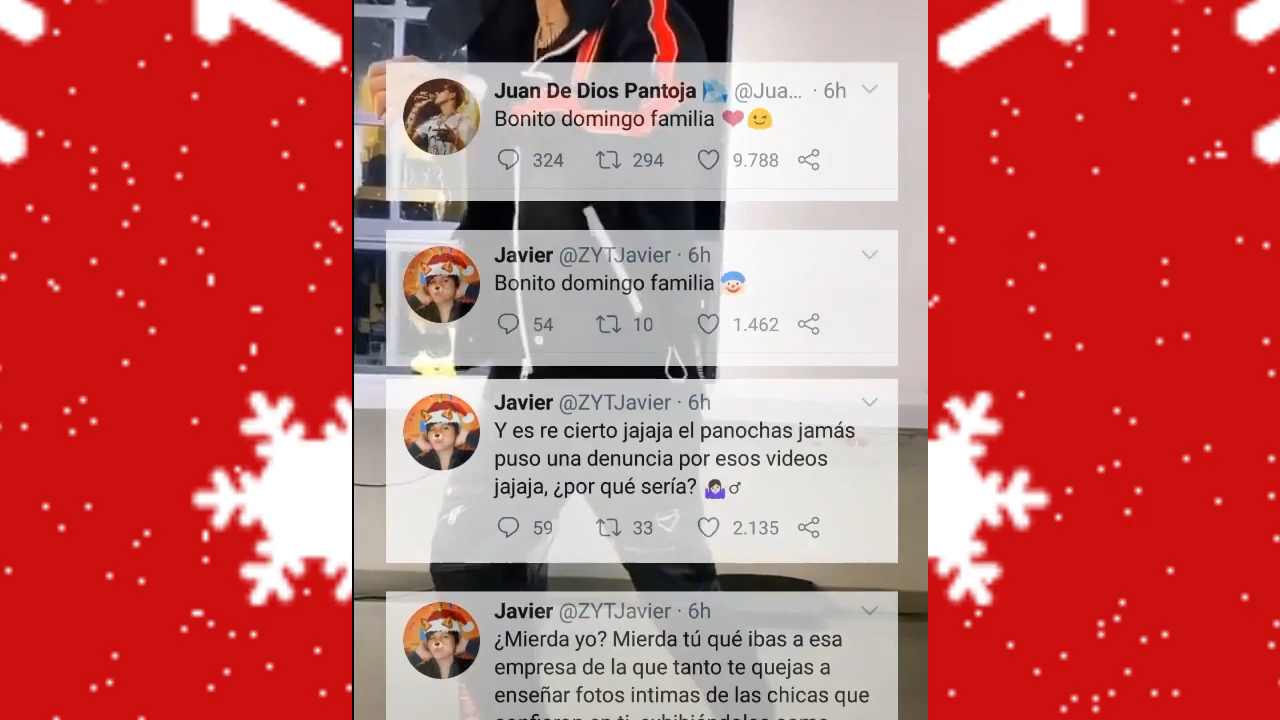 Juan De Dios Pantoja @Jua... · 6h
Bonito domingo familia ❤😉
324 294 9.788
Javier @ZYTJavier · 6h
Bonito domingo familia 🤡
54 10 1.462
Javier @ZYTJavier · 6h
Y es re cierto jajaja el panochas jamás
puso una denuncia por esos videos
jajaja, ¿por qué sería? 🤷🏻♂
59 33 2.135
Javier @ZYTJavier · 6h
¿Mierda yo? Mierda tú qué ibas a esa
empresa de la que tanto te quejas a
enseñar fotos intimas de las chicas que